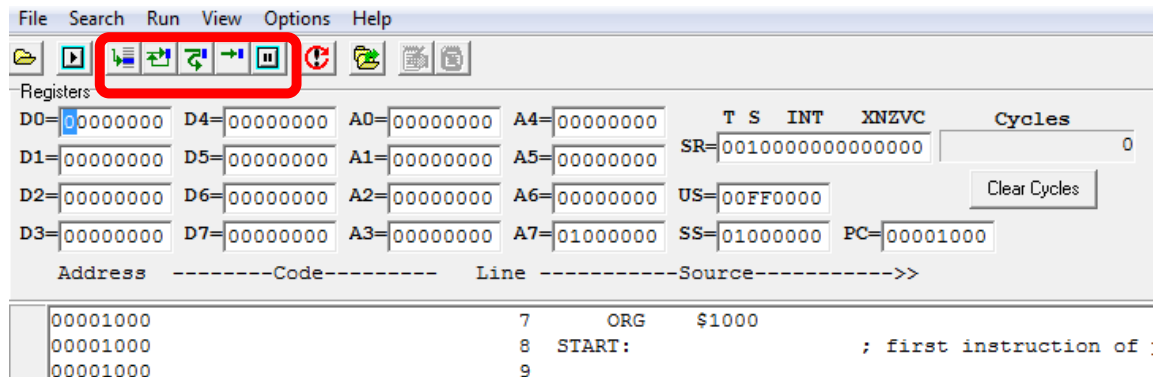 File Search Run View Options Help
Registers
T S INT XNZVC Cycles
D0=00000000 D4=00000000 A0=00000000 A4=00000000
SR=0010000000000000 0
D1=00000000 D5=00000000 A1=00000000 A5=00000000
D2=00000000 D6=00000000 A2=00000000 A6=00000000 US=00FF0000 Clear Cycles
D3=00000000 D7=00000000 A3=00000000 A7=01000000 SS=01000000 PC=00001000
Address --------Code--------- Line -----------Source----------->>
00001000 7 ORG $1000
00001000 8 START: ; first instruction of
00001000 9